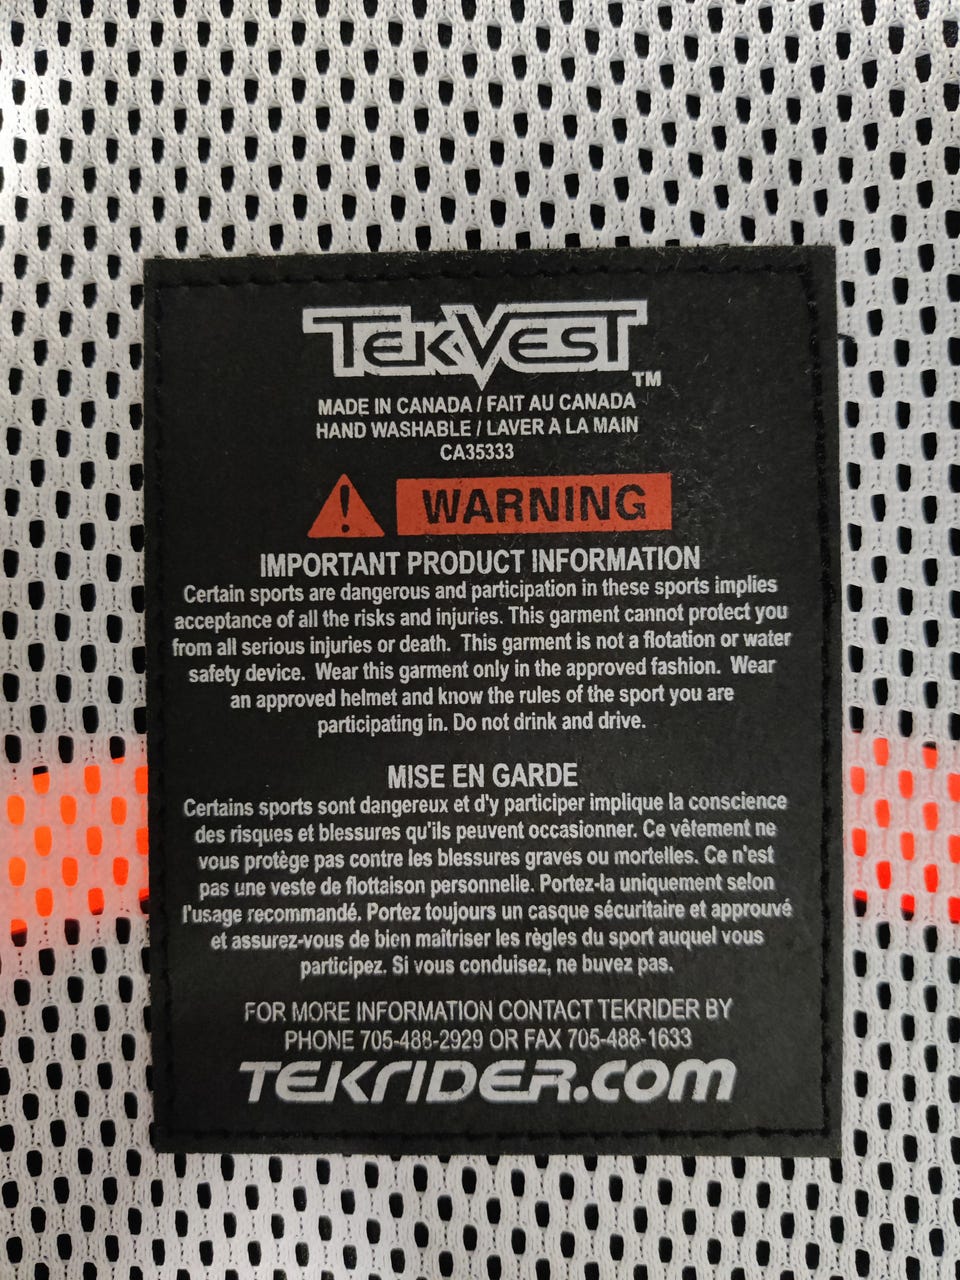 TEKVEST
TM
MADE IN CANADA / FAIT AU CANADA
HAND WASHABLE / LAVER À LA MAIN
CA35333
! WARNING
IMPORTANT PRODUCT INFORMATION
Certain sports are dangerous and participation in these sports implies
acceptance of all the risks and injuries. This garment cannot protect you
from all serious injuries or death. This garment is not a flotation or water
safety device. Wear this garment only in the approved fashion. Wear
an approved helmet and know the rules of the sport you are
participating in. Do not drink and drive.
MISE EN GARDE
Certains sports sont dangereux et d'y participer implique la conscience
des risques et blessures qu'ils peuvent occasionner. Ce vêtement ne
vous protège pas contre les blessures graves ou mortelles. Ce n'est
pas une veste de flottaison personnelle. Portez-la uniquement selon
l'usage recommandé. Portez toujours un casque sécuritaire et approuvé
et assurez-vous de bien maîtriser les règles du sport auquel vous
participez. Si vous conduisez, ne buvez pas.
FOR MORE INFORMATION CONTACT TEKRIDER BY
PHONE 705-488-2929 OR FAX 705-488-1633
TEKRIDER.COM